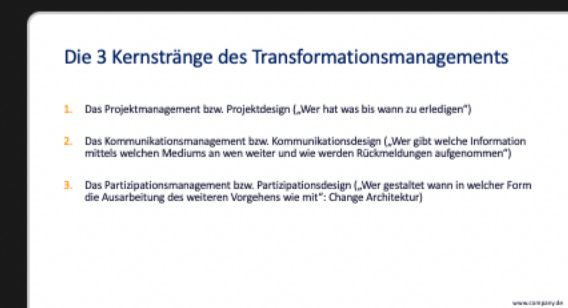 Die 3 Kernstränge des Transformationsmanagements
1. Das Projektmanagement bzw. Projektdesign („Wer hat was bis wann zu erledigen“)
2. Das Kommunikationsmanagement bzw. Kommunikationsdesign („Wer gibt welche Information
mittels welchen Mediums an wen weiter und wie werden Rückmeldungen aufgenommen“)
3. Das Partizipationsmanagement bzw. Partizipationsdesign („Wer gestaltet wann in welcher Form
die Ausarbeitung des weiteren Vorgehens wie mit“: Change Architektur)
www.company.de